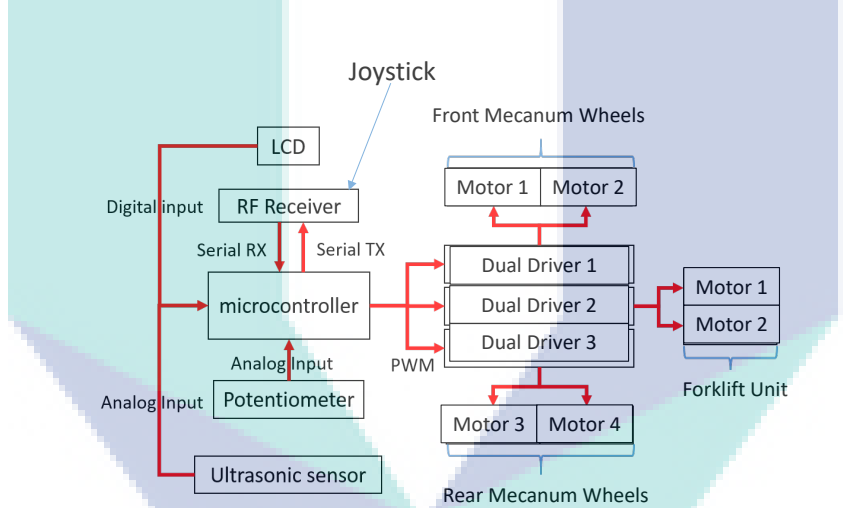 Joystick
Front Mecanum Wheels
LCD
Motor 1
Motor 2
Digital input
RF Receiver
Serial RX
Serial TX
Dual Driver 1
Motor 1
microcontroller
Dual Driver 2
Motor 2
Dual Driver 3
Analog Input
PWM
Forklift Unit
Analog Input
Potentiometer
Motor 3
Motor 4
Ultrasonic sensor
Rear Mecanum Wheels